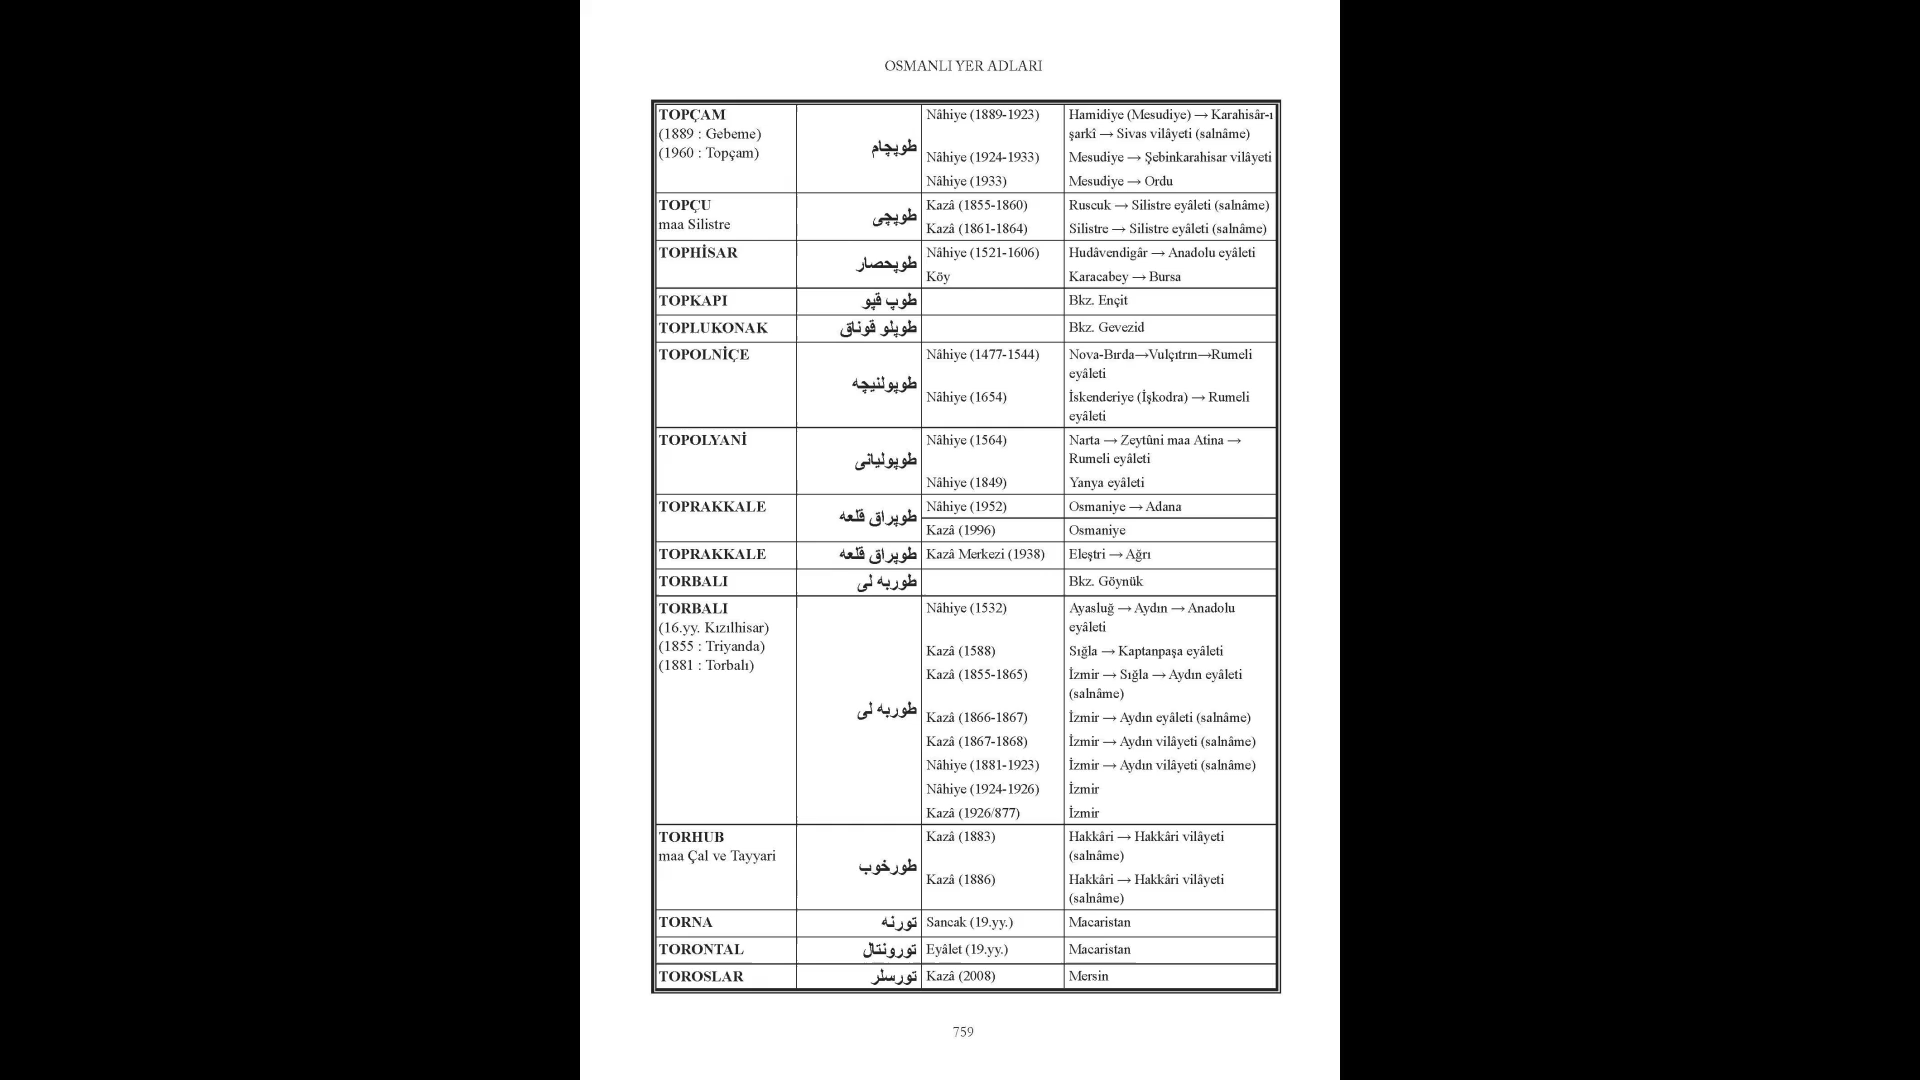 OSMANLI YER ADLARI
TOPÇAM
(1889 : Gebeme)
(1960 : Topçam)
طوپچام
Nâhiye (1889-1923)
Hamidiye (Mesudiye) → Karahisâr-ı
şarkî → Sivas vilâyeti (salnâme)
Nâhiye (1924-1933)
Mesudiye → Şebinkarahisar vilâyeti
Nâhiye (1933)
Mesudiye → Ordu
TOPÇU
maa Silistre
طوپچى
Kazâ (1855-1860)
Ruscuk → Silistre eyâleti (salnâme)
Kazâ (1861-1864)
Silistre → Silistre eyâleti (salnâme)
TOPHİSAR
طوپحصار
Nâhiye (1521-1606)
Hudâvendigâr → Anadolu eyâleti
Köy
Karacabey → Bursa
TOPKAPI
طوپ قپو
Bkz. Ençit
TOPLUKONAK
طوپلو قوناق
Bkz. Gevezid
TOPOLNİÇE
طوپولنيچه
Nâhiye (1477-1544)
Nova-Bırda→Vulçıtrın→Rumeli
eyâleti
Nâhiye (1654)
İskenderiye (İşkodra) → Rumeli
eyâleti
TOPOLYANİ
طوپوليانى
Nâhiye (1564)
Narta → Zeytûni maa Atina →
Rumeli eyâleti
Nâhiye (1849)
Yanya eyâleti
TOPRAKKALE
طوپراق قلعه
Nâhiye (1952)
Osmaniye → Adana
Kazâ (1996)
Osmaniye
TOPRAKKALE
طوپراق قلعه
Kazâ Merkezi (1938)
Eleştri → Ağrı
TORBALI
طوربه لى
Bkz. Göynük
TORBALI
(16.yy. Kızılhisar)
(1855 : Triyanda)
(1881 : Torbalı)
طوربه لى
Nâhiye (1532)
Ayasluğ → Aydın → Anadolu
eyâleti
Kazâ (1588)
Sığla → Kaptanpaşa eyâleti
Kazâ (1855-1865)
İzmir → Sığla → Aydın eyâleti
(salnâme)
Kazâ (1866-1867)
İzmir → Aydın eyâleti (salnâme)
Kazâ (1867-1868)
İzmir → Aydın vilâyeti (salnâme)
Nâhiye (1881-1923)
İzmir → Aydın vilâyeti (salnâme)
Nâhiye (1924-1926)
İzmir
Kazâ (1926/877)
İzmir
TORHUB
maa Çal ve Tayyari
طورخوب
Kazâ (1883)
Hakkâri → Hakkâri vilâyeti
(salnâme)
Kazâ (1886)
Hakkâri → Hakkâri vilâyeti
(salnâme)
TORNA
تورنه
Sancak (19.yy.)
Macaristan
TORONTAL
تورونتال
Eyâlet (19.yy.)
Macaristan
TOROSLAR
تورسلر
Kazâ (2008)
Mersin
759